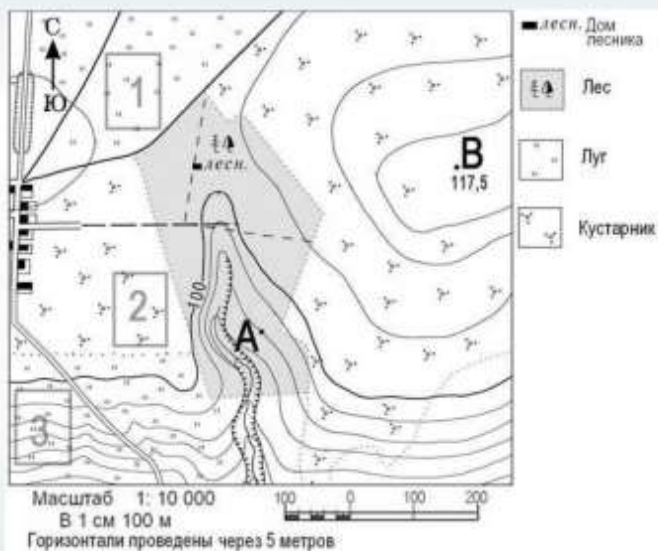 С
Ю
1
лесн.
.В
117,5
2
100
А
3
лесн. Дом
лесника
Лес
Луг
Кустарник
Масштаб 1: 10 000
В 1 см 100 м
100 0 100 200
Горизонтали проведены через 5 метров